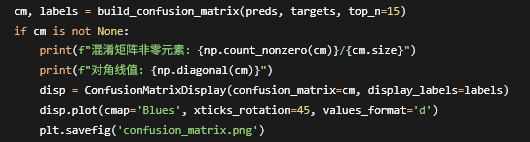 cm, labels = build_confusion_matrix(preds, targets, top_n=15)
if cm is not None:
    print(f"混淆矩阵非零元素: {np.count_nonzero(cm)}/{cm.size}")
    print(f"对角线值: {np.diagonal(cm)}")
    disp = ConfusionMatrixDisplay(confusion_matrix=cm, display_labels=labels)
    disp.plot(cmap='Blues', xticks_rotation=45, values_format='d')
    plt.savefig('confusion_matrix.png')